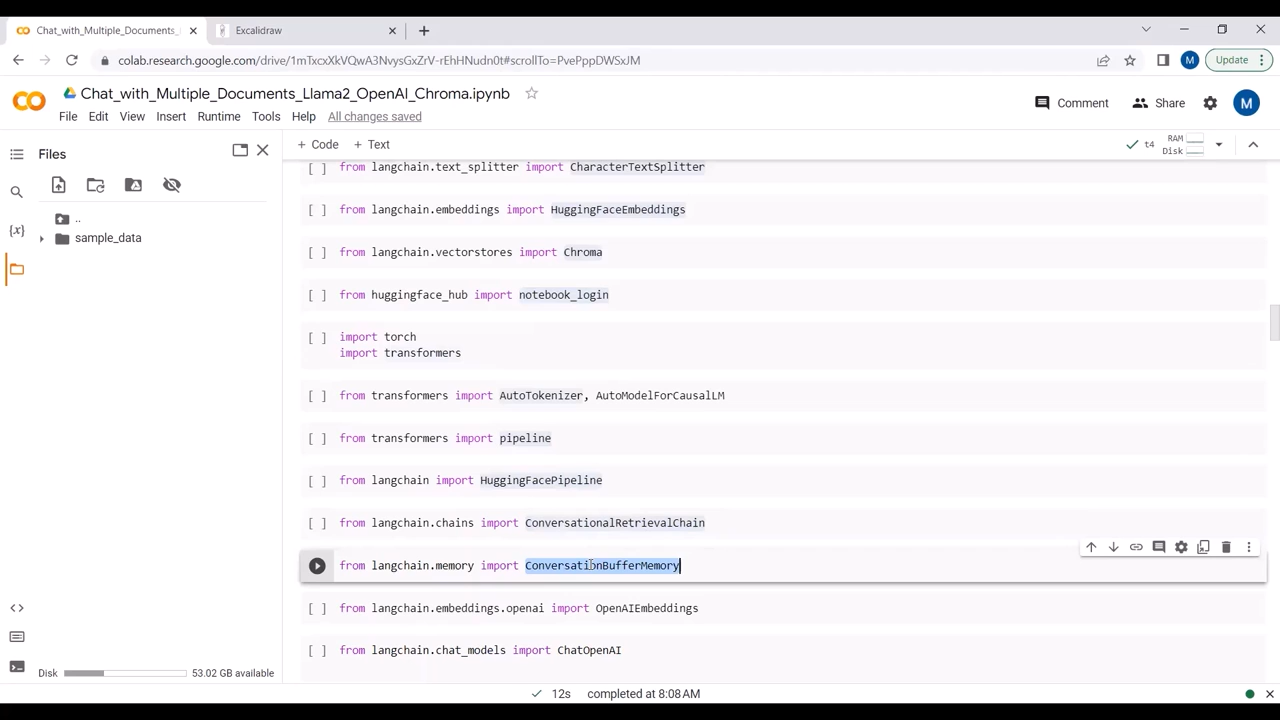 Chat_with_Multiple_Documents_
Excalidraw
colab.research.google.com/drive/1mTxcxXkVQwA3NvysGxZrV-rEhHNudn0t#scrollTo=PvePppDWSxJM
M
Update
Chat_with_Multiple_Documents_Llama2_OpenAI_Chroma.ipynb
Comment
Share
M
File Edit View Insert Runtime Tools Help All changes saved
Files
+ Code + Text
t4
RAM
Disk
..
sample_data
{x}
[ ] from langchain.text_splitter import CharacterTextSplitter
[ ] from langchain.embeddings import HuggingFaceEmbeddings
[ ] from langchain.vectorstores import Chroma
[ ] from huggingface_hub import notebook_login
[ ] import torch
import transformers
[ ] from transformers import AutoTokenizer, AutoModelForCausalLM
[ ] from transformers import pipeline
[ ] from langchain import HuggingFacePipeline
[ ] from langchain.chains import ConversationalRetrievalChain
from langchain.memory import ConversationBufferMemory
[ ] from langchain.embeddings.openai import OpenAIEmbeddings
[ ] from langchain.chat_models import ChatOpenAI
Disk 53.02 GB available
12s completed at 8:08 AM